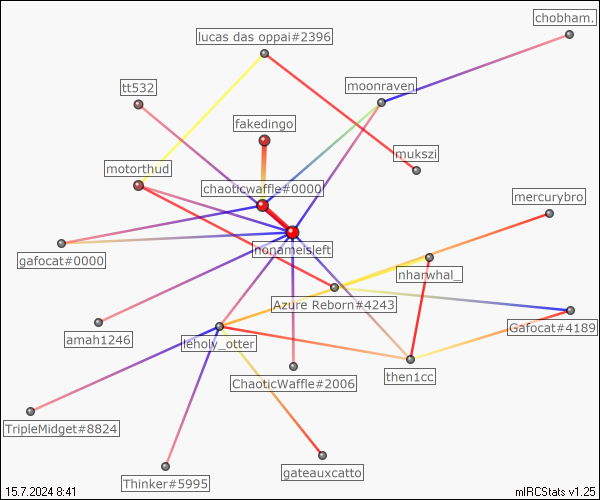 chobham.
lucas das oppai#2396
moonraven
tt532
fakedingo
mukszi
motorthud
chaoticwaffle#0000
mercurybro
nonameisleft
gafocat#0000
nharwhal_
Azure Reborn#4243
Gafocat#4189
amah1246
leholy_otter
then1cc
ChaoticWaffle#2006
TripleMidget#8824
gateauxcatto
Thinker#5995
15.7.2024 8:41
mIRCStats v1.25